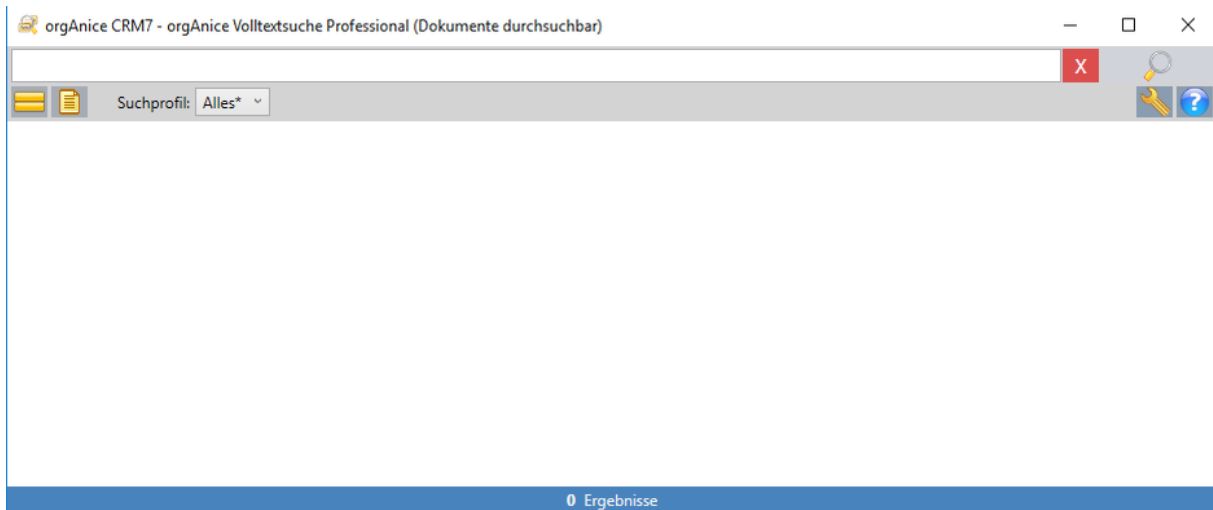 orgAnice CRM7 - orgAnice Volltextsuche Professional (Dokumente durchsuchbar)
X
Suchprofil: Alles*
?
0 Ergebnisse